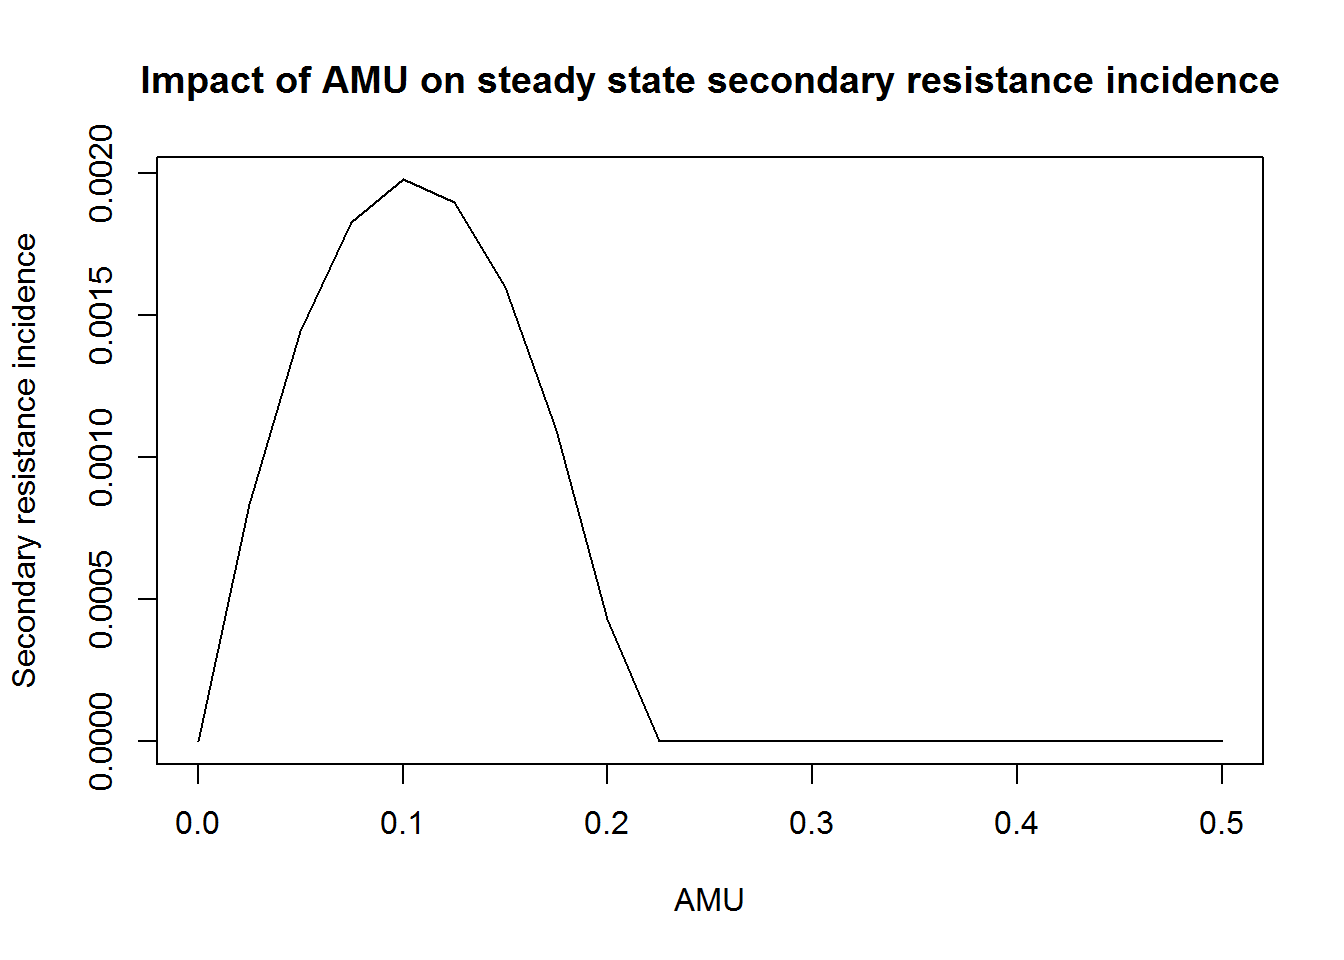 Impact of AMU on steady state secondary resistance incidence
Secondary resistance incidence
0.0020
0.0015
0.0010
0.0005
0.0000
0.0 0.1 0.2 0.3 0.4 0.5
AMU